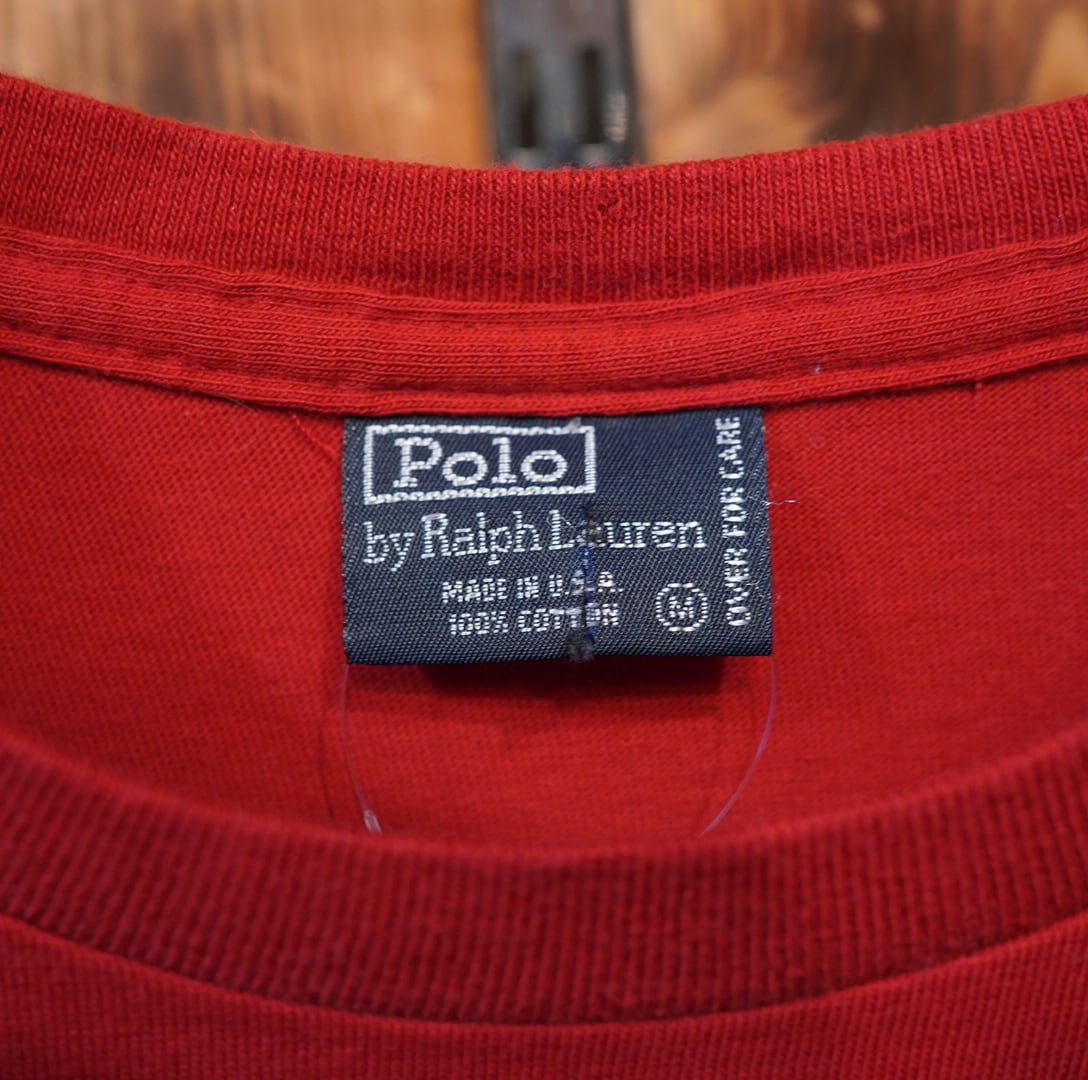 Polo
by Ralph Lauren
MADE IN U.S.A.
100% COTTON
M
OVER FOR CARE